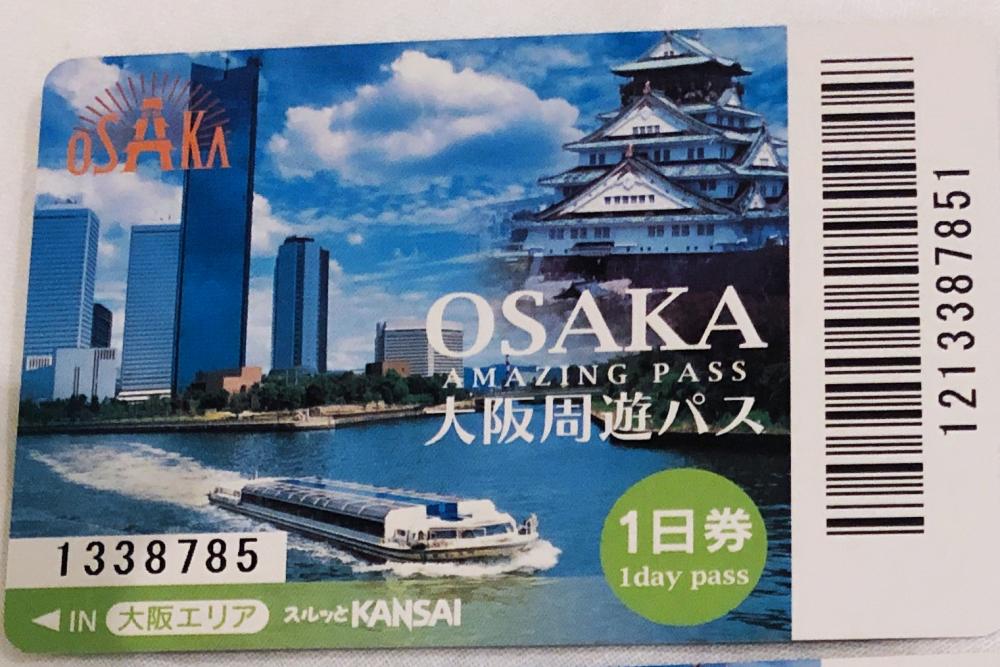 OSAKA
OSAKA
AMAZING PASS
大阪周遊パス
1日券
1day pass
1338785
◀IN 大阪エリア スルッとKANSAI
121338787851